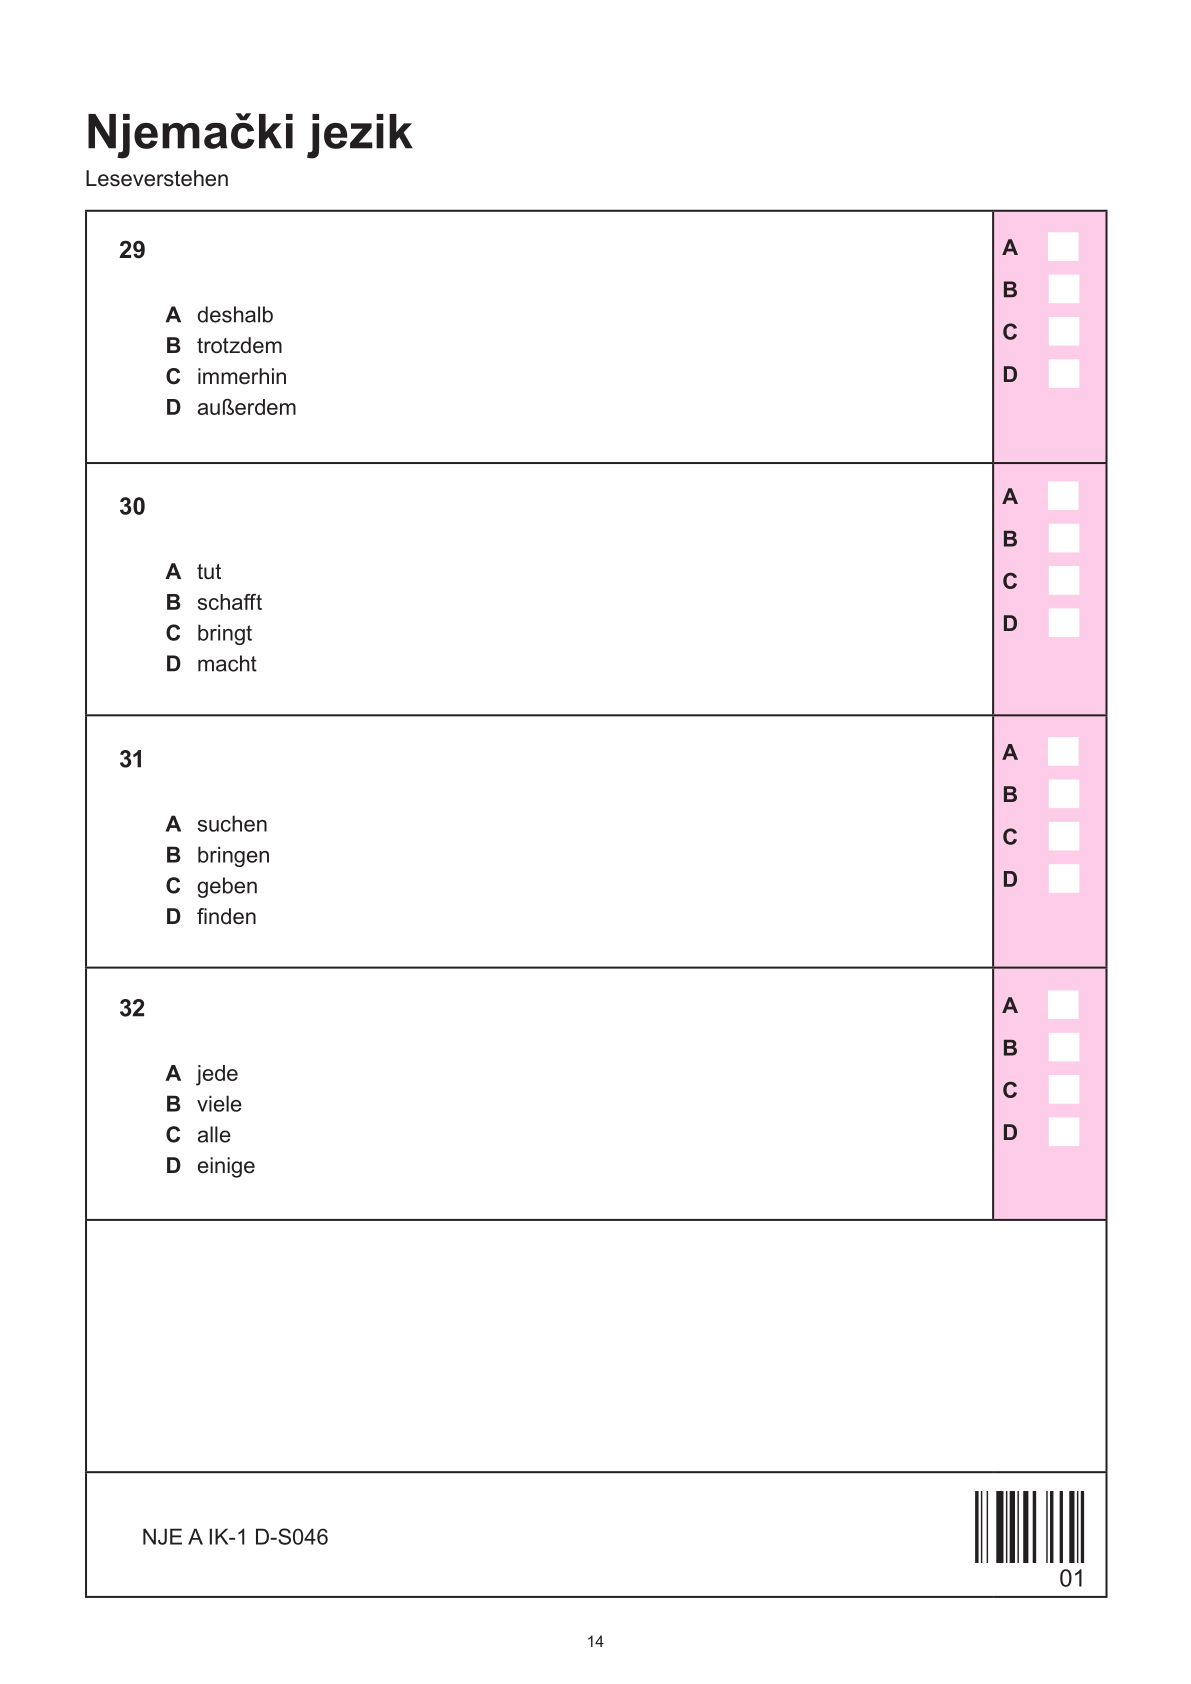 Njemački jezik
Leseverstehen
29
A deshalb
B trotzdem
C immerhin
D außerdem
A
B
C
D
30
A tut
B schafft
C bringt
D macht
A
B
C
D
31
A suchen
B bringen
C geben
D finden
A
B
C
D
32
A jede
B viele
C alle
D einige
A
B
C
D
NJE A IK-1 D-S046
01
14